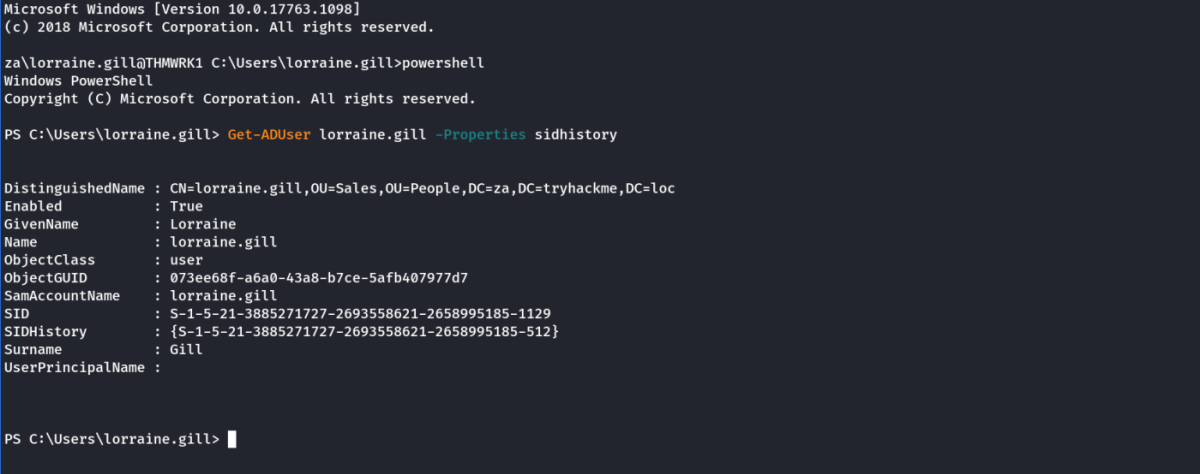 Microsoft Windows [Version 10.0.17763.1098]
(c) 2018 Microsoft Corporation. All rights reserved.
za\lorraine.gill@THMWRK1 C:\Users\lorraine.gill>powershell
Windows PowerShell
Copyright (C) Microsoft Corporation. All rights reserved.
PS C:\Users\lorraine.gill> Get-ADUser lorraine.gill -Properties sidhistory
DistinguishedName : CN=lorraine.gill,OU=Sales,OU=People,DC=za,DC=tryhackme,DC=loc
Enabled           : True
GivenName         : Lorraine
Name              : lorraine.gill
ObjectClass       : user
ObjectGUID        : 073ee68f-a6a0-43a8-b7ce-5afb407977d7
SamAccountName    : lorraine.gill
SID               : S-1-5-21-3885271727-2693558621-2658995185-1129
SIDHistory        : {S-1-5-21-3885271727-2693558621-2658995185-512}
Surname           : Gill
UserPrincipalName :
PS C:\Users\lorraine.gill>